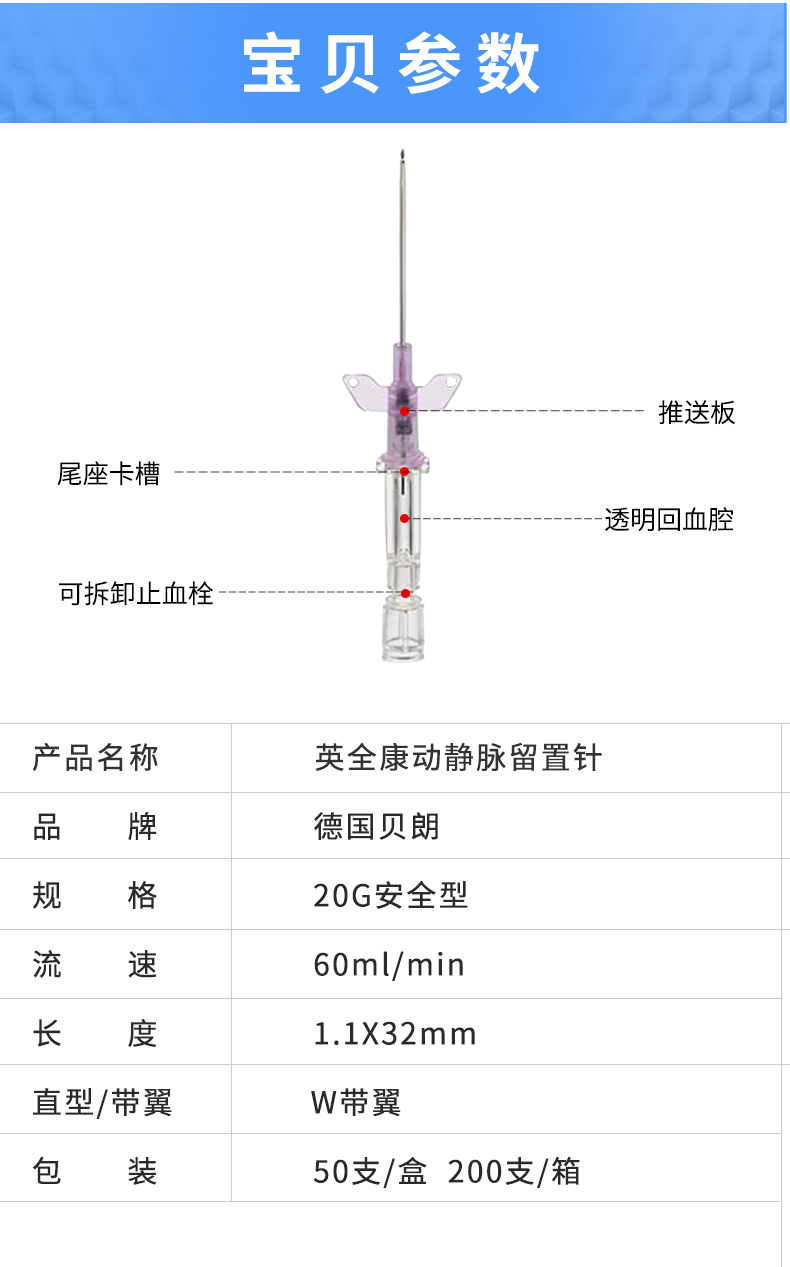 宝贝参数
推送板
尾座卡槽
透明回血腔
可拆卸止血栓
产品名称 英全康动静脉留置针
品 牌 德国贝朗
规 格 20G安全型
流 速 60ml/min
长 度 1.1X32mm
直型/带翼 W带翼
包 装 50支/盒 200支/箱